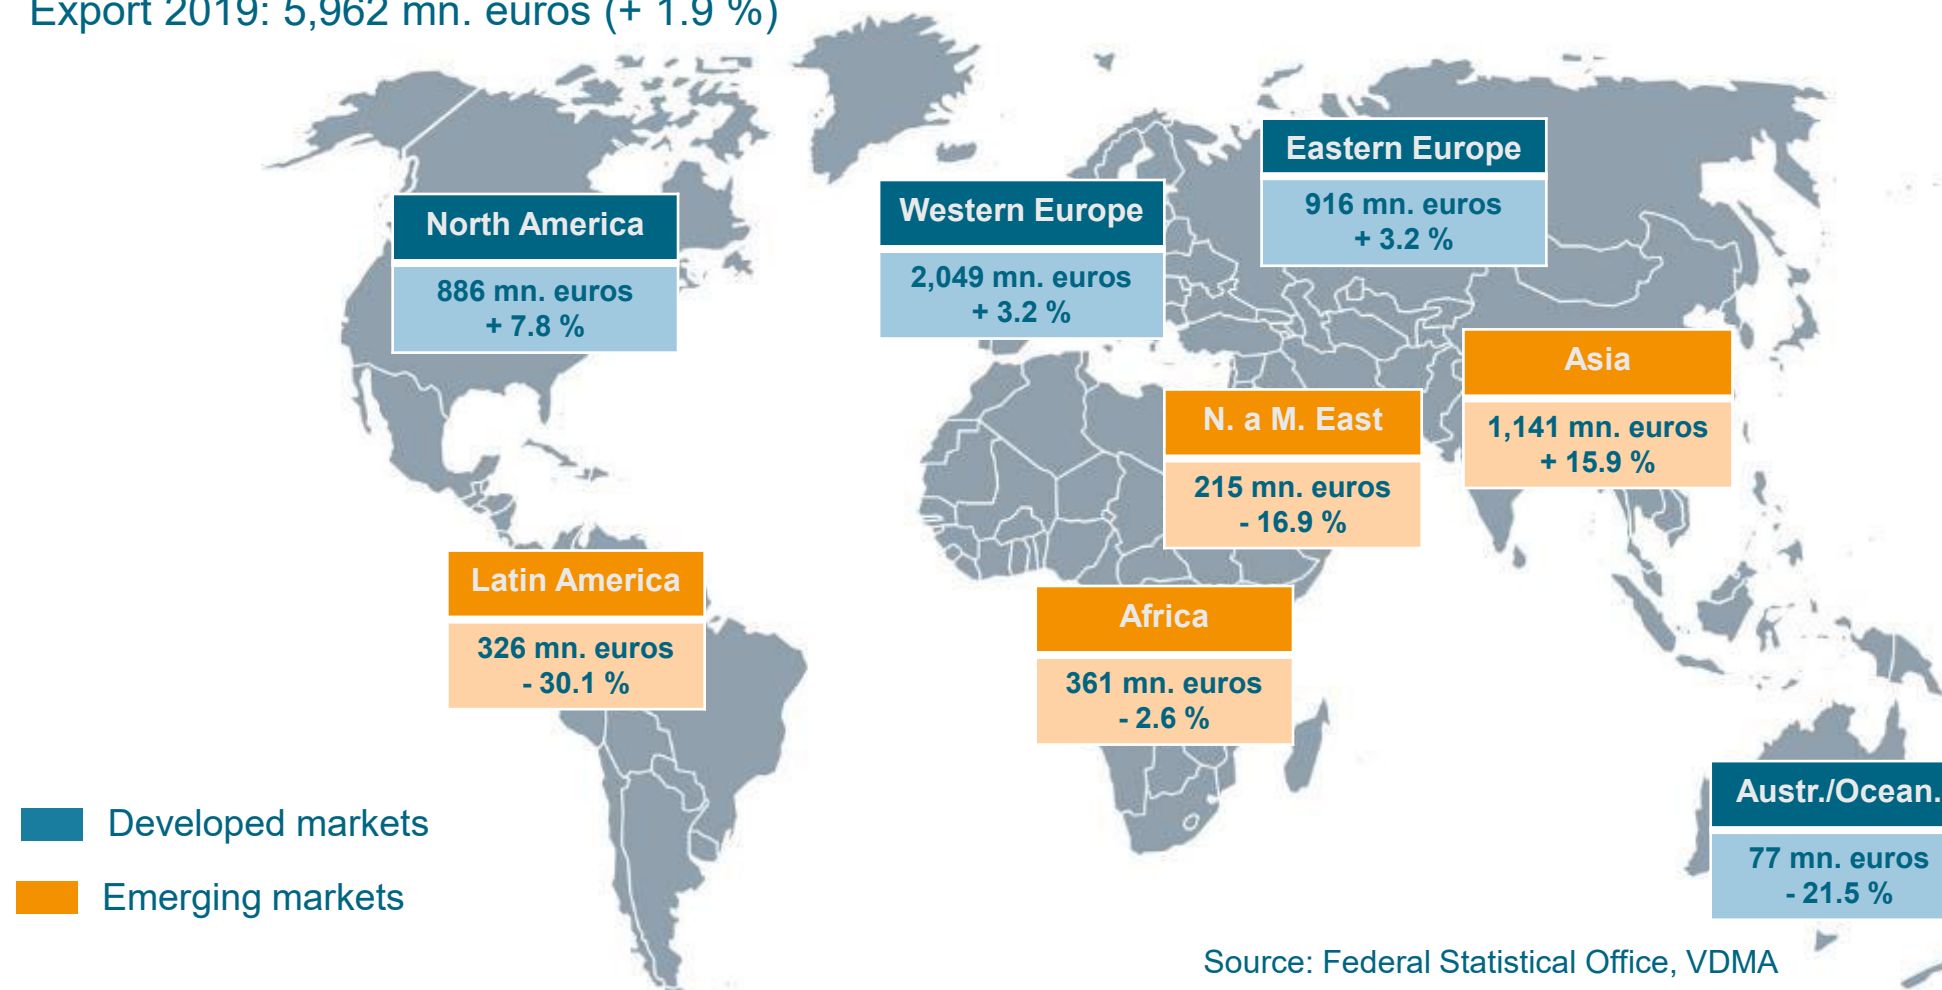 Export 2019: 5,962 mn. euros (+ 1.9 %)
Eastern Europe
916 mn. euros
+ 3.2 %
Western Europe
2,049 mn. euros
+ 3.2 %
North America
886 mn. euros
+ 7.8 %
Asia
1,141 mn. euros
+ 15.9 %
N. a M. East
215 mn. euros
- 16.9 %
Latin America
326 mn. euros
- 30.1 %
Africa
361 mn. euros
- 2.6 %
Austr./Ocean.
77 mn. euros
- 21.5 %
Developed markets
Emerging markets
Source: Federal Statistical Office, VDMA